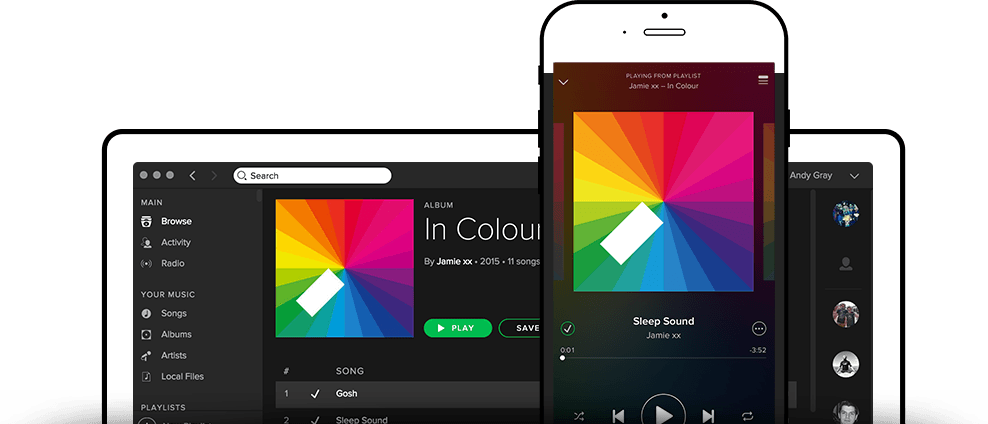 PLAYING FROM PLAYLIST
Jamie xx – In Colour
Search
Andy Gray
MAIN
Browse
Activity
Radio
YOUR MUSIC
Songs
Albums
Artists
Local Files
PLAYLISTS
ALBUM
In Colour
By Jamie xx • 2015 • 11 songs
PLAY
SAVE
# SONG
1 Gosh
2 Sleep Sound
Sleep Sound
Jamie xx
0:01 -3:52